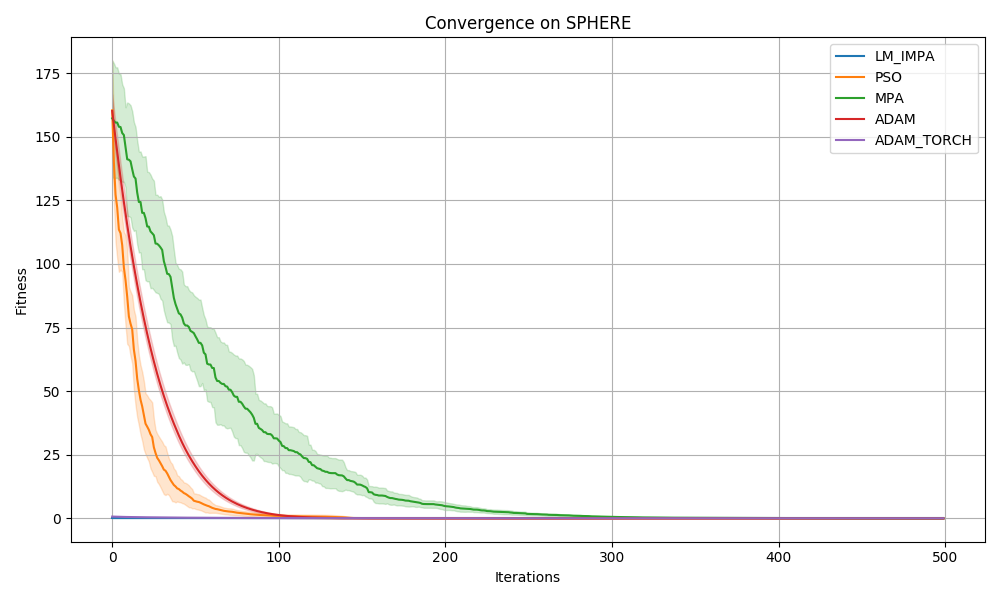 Convergence on SPHERE
Fitness
175
150
125
100
75
50
25
0
0 100 200 300 400 500
Iterations
LM_IMPA
PSO
MPA
ADAM
ADAM_TORCH